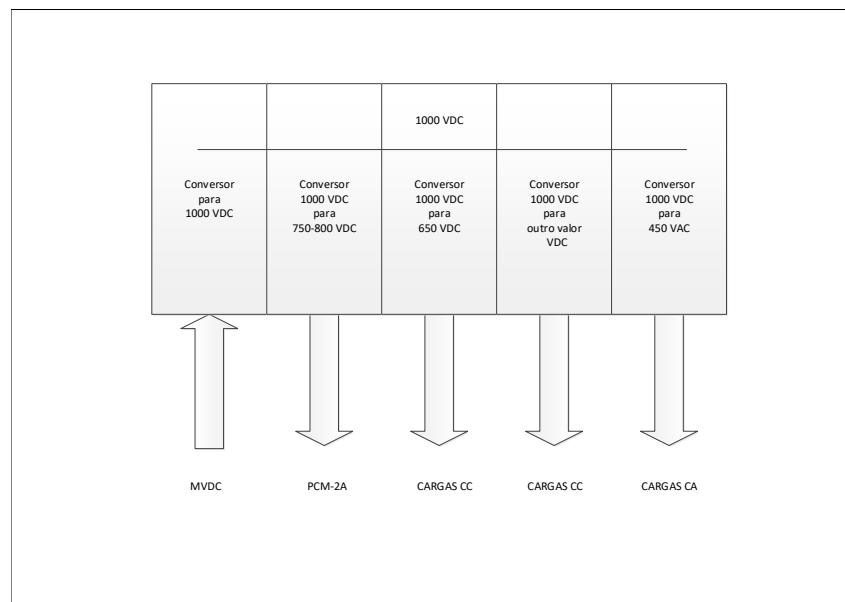 1000 VDC
Conversor
para
1000 VDC
Conversor
1000 VDC
para
750-800 VDC
Conversor
1000 VDC
para
650 VDC
Conversor
1000 VDC
para
outro valor
VDC
Conversor
1000 VDC
para
450 VAC
MVDC
PCM-2A
CARGAS CC
CARGAS CC
CARGAS CA